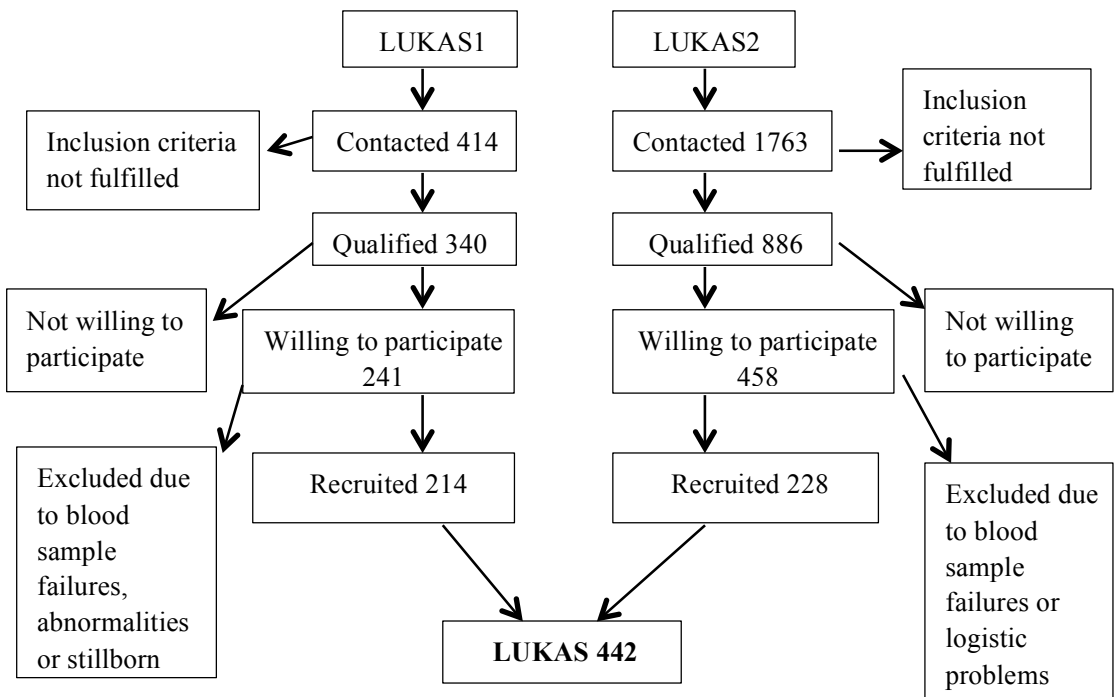 LUKAS1
LUKAS2
Inclusion criteria
not fulfilled
Contacted 414
Contacted 1763
Inclusion
criteria not
fulfilled
Qualified 340
Qualified 886
Not willing to
participate
Willing to participate
241
Willing to participate
458
Not willing
to participate
Excluded due
to blood
sample
failures,
abnormalities
or stillborn
Recruited 214
Recruited 228
Excluded due
to blood
sample
failures or
logistic
problems
LUKAS 442